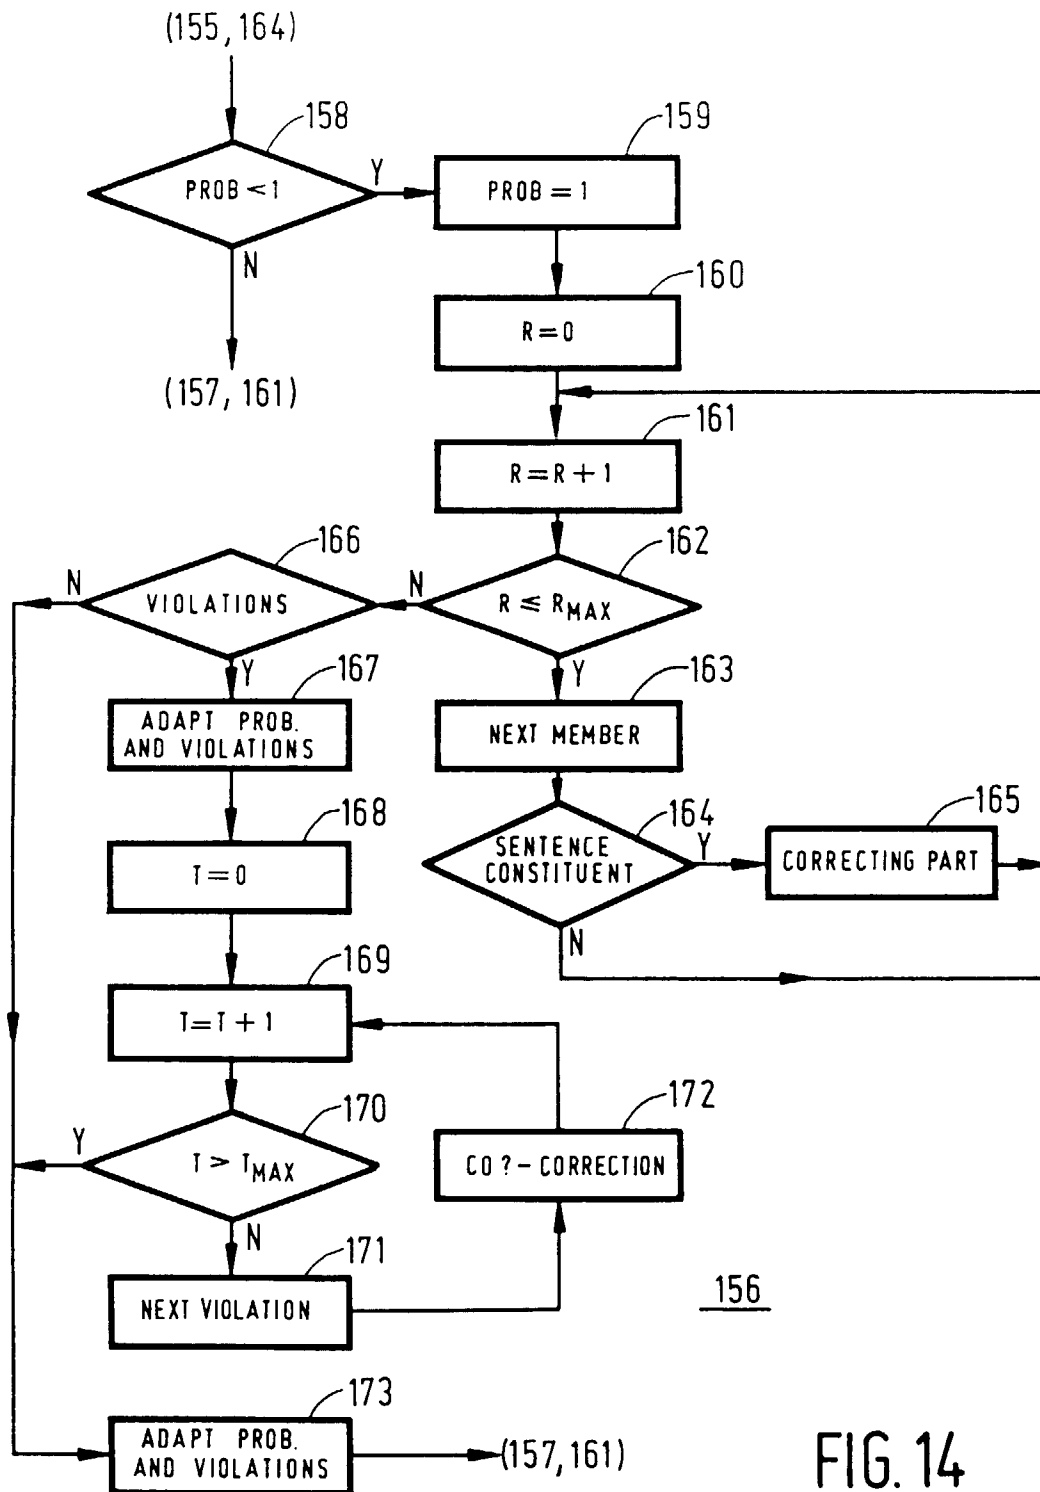 (155, 164)
158
PROB < 1
Y
N
(157, 161)
159
PROB = 1
160
R = 0
161
R = R + 1
162
R ≤ R MAX
N
Y
166
VIOLATIONS
N
Y
167
ADAPT PROB.
AND VIOLATIONS
163
NEXT MEMBER
164
SENTENCE
CONSTITUENT
Y
N
165
CORRECTING PART
168
T = 0
169
T = T + 1
170
T > T MAX
Y
N
172
CO ? - CORRECTION
171
NEXT VIOLATION
156
173
ADAPT PROB.
AND VIOLATIONS
(157, 161)
FIG. 14